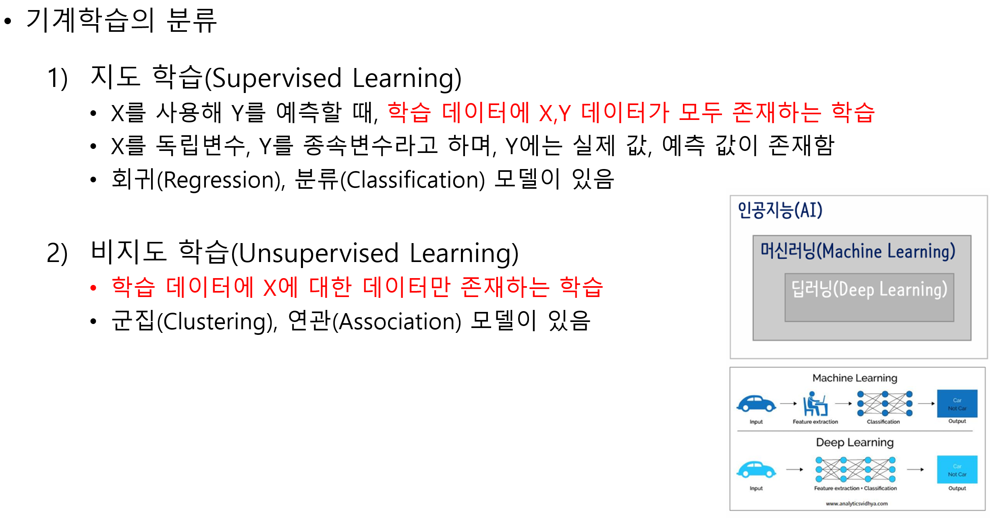 • 기계학습의 분류
1) 지도 학습(Supervised Learning)
• X를 사용해 Y를 예측할 때, 학습 데이터에 X,Y 데이터가 모두 존재하는 학습
• X를 독립변수, Y를 종속변수라고 하며, Y에는 실제 값, 예측 값이 존재함
• 회귀(Regression), 분류(Classification) 모델이 있음
2) 비지도 학습(Unsupervised Learning)
• 학습 데이터에 X에 대한 데이터만 존재하는 학습
• 군집(Clustering), 연관(Association) 모델이 있음
인공지능(AI)
머신러닝(Machine Learning)
딥러닝(Deep Learning)
Machine Learning
Car
Not Car
Input Feature extraction Classification Output
Deep Learning
Car
Not Car
Input Feature extraction + Classification Output
www.analyticsvidhya.com